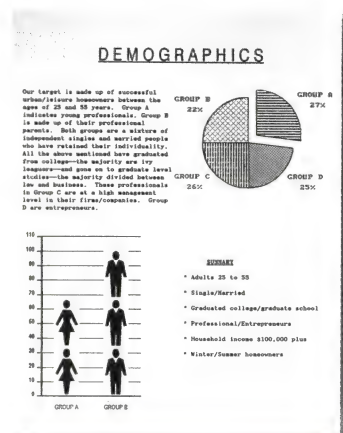 DEMOGRAPHICS
Our target is made up of successful
urban/leisure homeowners between the
ages of 25 and 55 years. Group A
indicates young professionals. Group B
is made up of their professional
parents. Both groups are a mixture of
independent singles and married people
who have retained their individuality.
All the above mentioned have graduated
from college--the majority are ivy
leaguers--and gone on to graduate level
studies--the majority divided between
law and business. These professionals
in Group C are at a high management
level in their firms/companies. Group
D are entrepreneurs.
GROUP A
27%
GROUP B
22%
GROUP C
26%
GROUP D
25%
110
100
90
80
70
60
50
40
30
20
10
0
GROUP A GROUP B
SUMMARY
* Adults 25 to 55
* Single/Married
* Graduated college/graduate school
* Professional/Entrepreneurs
* Household income $100,000 plus
* Winter/Summer homeowners